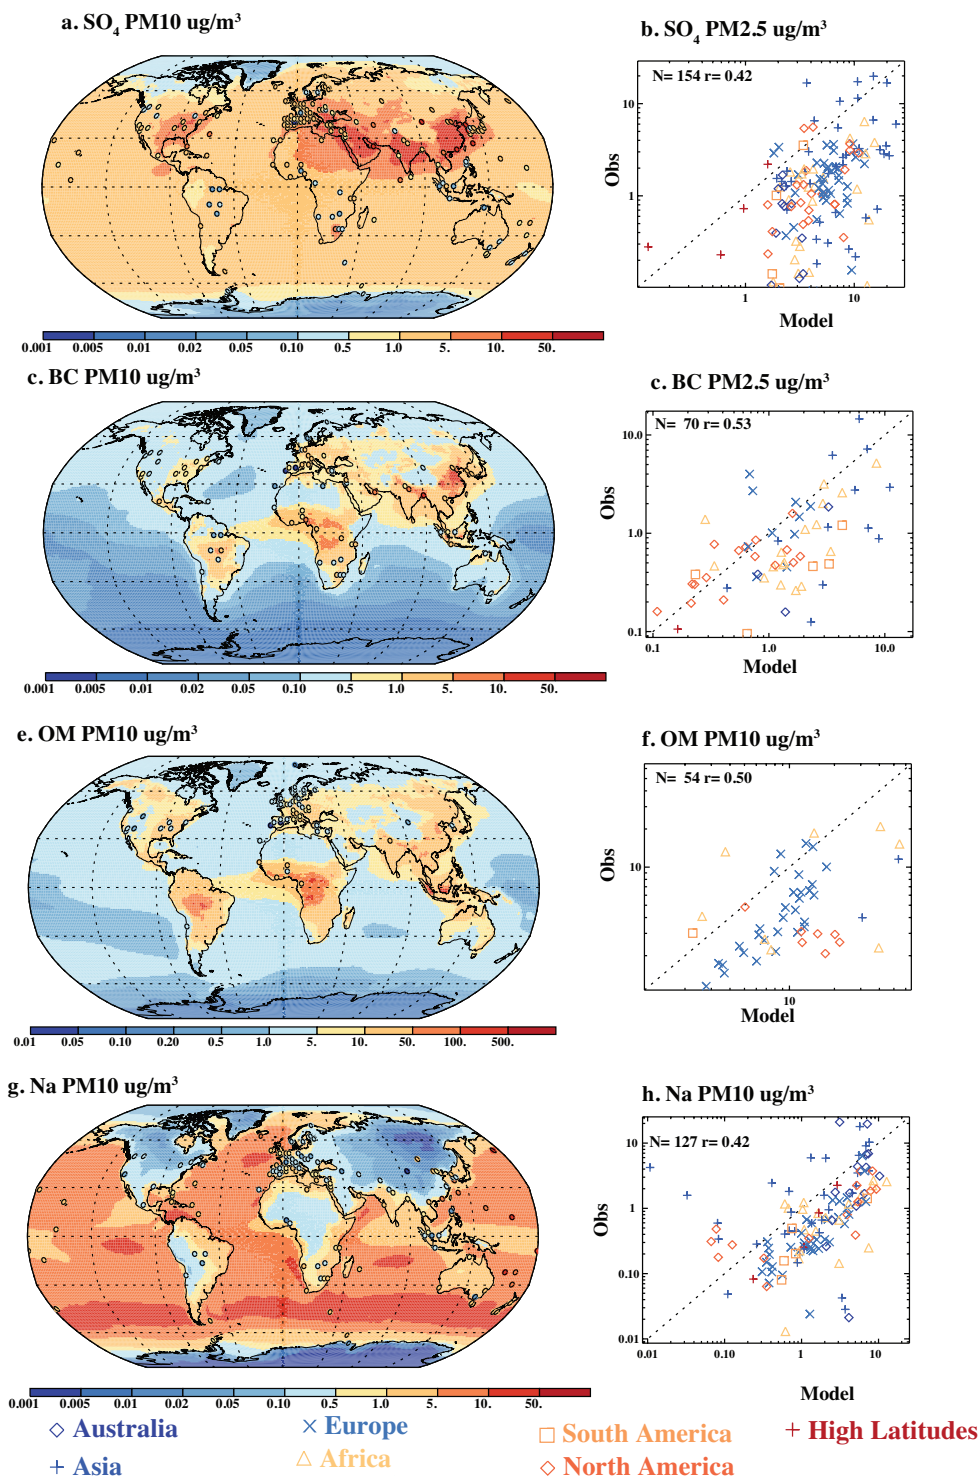 a. SO4 PM10 ug/m³
b. SO4 PM2.5 ug/m³
N= 154 r= 0.42
10
1
Obs
1
10
Model
0.001 0.005 0.01 0.02 0.05 0.10 0.5 1.0 5. 10. 50.
c. BC PM10 ug/m³
c. BC PM2.5 ug/m³
N= 70 r= 0.53
10.0
1.0
0.1
Obs
0.1 1.0 10.0
Model
0.001 0.005 0.01 0.02 0.05 0.10 0.5 1.0 5. 10. 50.
e. OM PM10 ug/m³
f. OM PM10 ug/m³
N= 54 r= 0.50
10
Obs
10
Model
0.01 0.05 0.10 0.20 0.5 1.0 5. 10. 50. 100. 500.
g. Na PM10 ug/m³
h. Na PM10 ug/m³
N= 127 r= 0.42
10
1
0.10
0.01
Obs
0.01 0.10 1 10
Model
0.001 0.005 0.01 0.02 0.05 0.10 0.5 1.0 5. 10. 50.
Australia Europe South America High Latitudes
Asia Africa North America